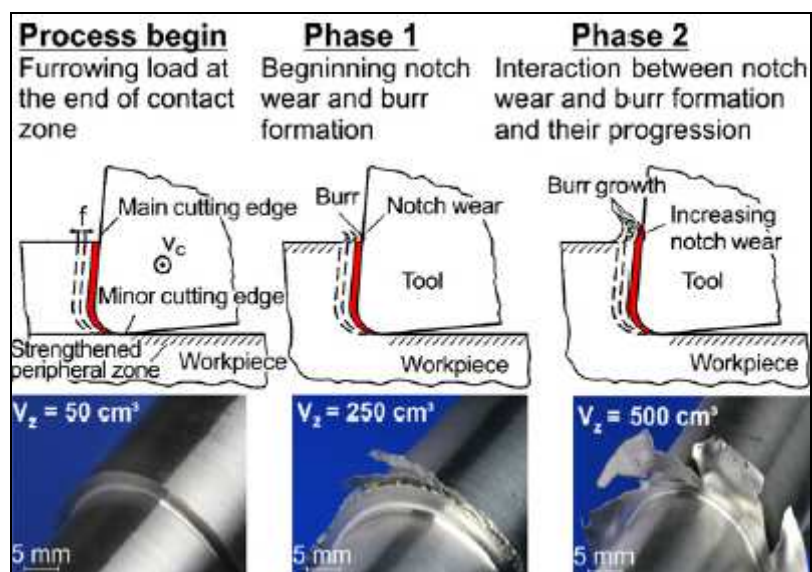 Process begin
Furrowing load at
the end of contact
zone
Phase 1
Begninning notch
wear and burr
formation
Phase 2
Interaction between notch
wear and burr formation
and their progression
f
Main cutting edge
Vc
Minor cutting edge
Strengthened
peripheral zone
Workpiece
Burr
Notch wear
Tool
Workpiece
Burr growth
Increasing
notch wear
Tool
Workpiece
Vz = 50 cm³
5 mm
Vz = 250 cm³
5 mm
Vz = 500 cm³
5 mm